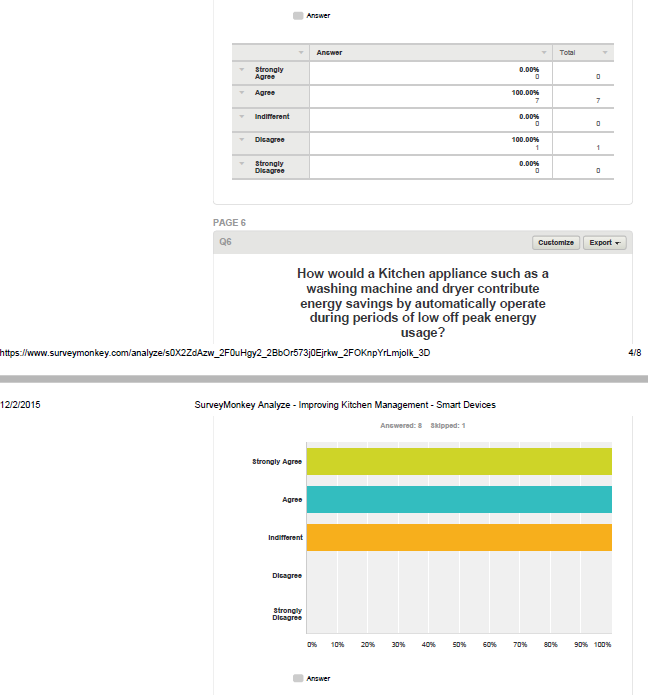 Answer
Answer Total
Strongly Agree 0.00% 0 0
Agree 100.00% 7 7
Indifferent 0.00% 0 0
Disagree 100.00% 1 1
Strongly Disagree 0.00% 0 0
PAGE 6
Q6 Customize Export
How would a Kitchen appliance such as a
washing machine and dryer contribute
energy savings by automatically operate
during periods of low off peak energy
usage?
https://www.surveymonkey.com/analyze/s0X2ZdAzw_2F0uHgy2_2BbOr573j0Ejrkw_2FOKnpYrLmjolk_3D 4/8
12/2/2015 SurveyMonkey Analyze - Improving Kitchen Management - Smart Devices
Answered: 8 Skipped: 1
Strongly Agree
Agree
Indifferent
Disagree
Strongly
Disagree
0% 10% 20% 30% 40% 50% 60% 70% 80% 90% 100%
Answer